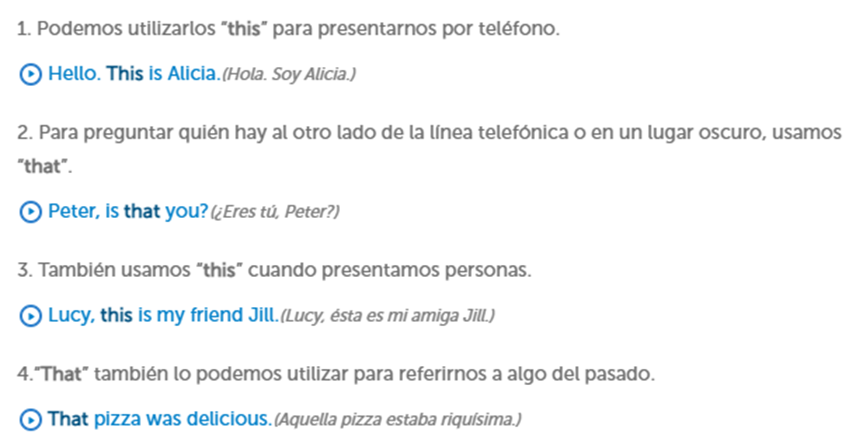 1. Podemos utilizarlos "this" para presentarnos por teléfono.
Hello. This is Alicia.(Hola. Soy Alicia.)
2. Para preguntar quién hay al otro lado de la línea telefónica o en un lugar oscuro, usamos
"that".
Peter, is that you?(¿Eres tú, Peter?)
3. También usamos "this" cuando presentamos personas.
Lucy, this is my friend Jill.(Lucy, ésta es mi amiga Jill.)
4."That" también lo podemos utilizar para referirnos a algo del pasado.
That pizza was delicious.(Aquella pizza estaba riquísima.)